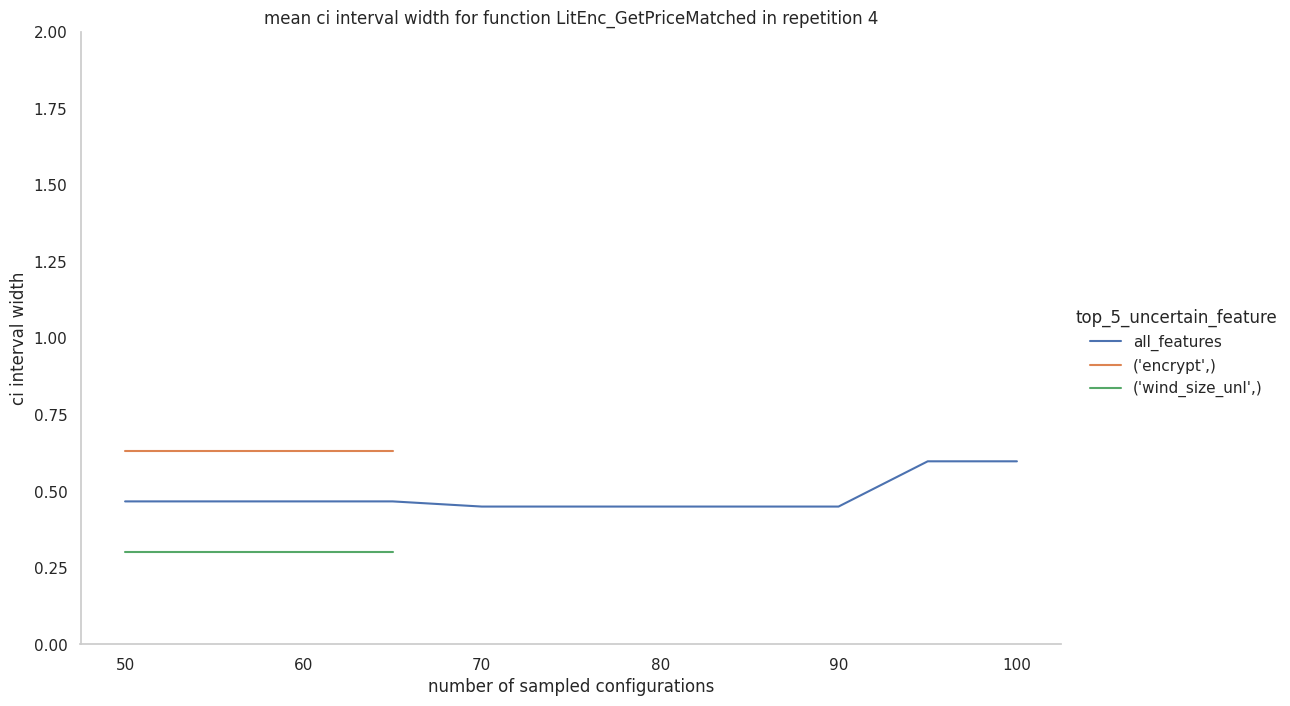 mean ci interval width for function LitEnc_GetPriceMatched in repetition 4
2.00
1.75
1.50
1.25
1.00
0.75
0.50
0.25
0.00
ci interval width
50
60
70
80
90
100
number of sampled configurations
top_5_uncertain_feature
all_features
('encrypt',)
('wind_size_unl',)